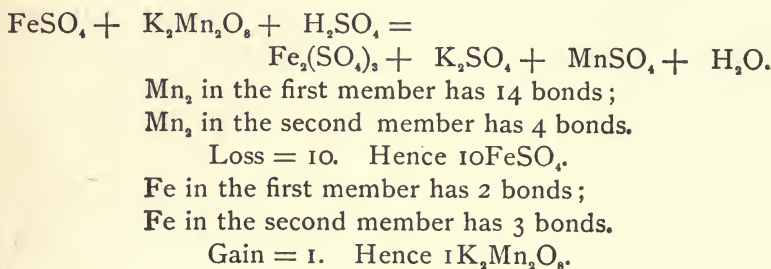 FeSO₄ + K₂Mn₂O₈ + H₂SO₄ =
Fe₂(SO₄)₃ + K₂SO₄ + MnSO₄ + H₂O.
Mn₂ in the first member has 14 bonds;
Mn₂ in the second member has 4 bonds.
Loss = 10. Hence 10FeSO₄.
Fe in the first member has 2 bonds;
Fe in the second member has 3 bonds.
Gain = 1. Hence 1K₂Mn₂O₈.